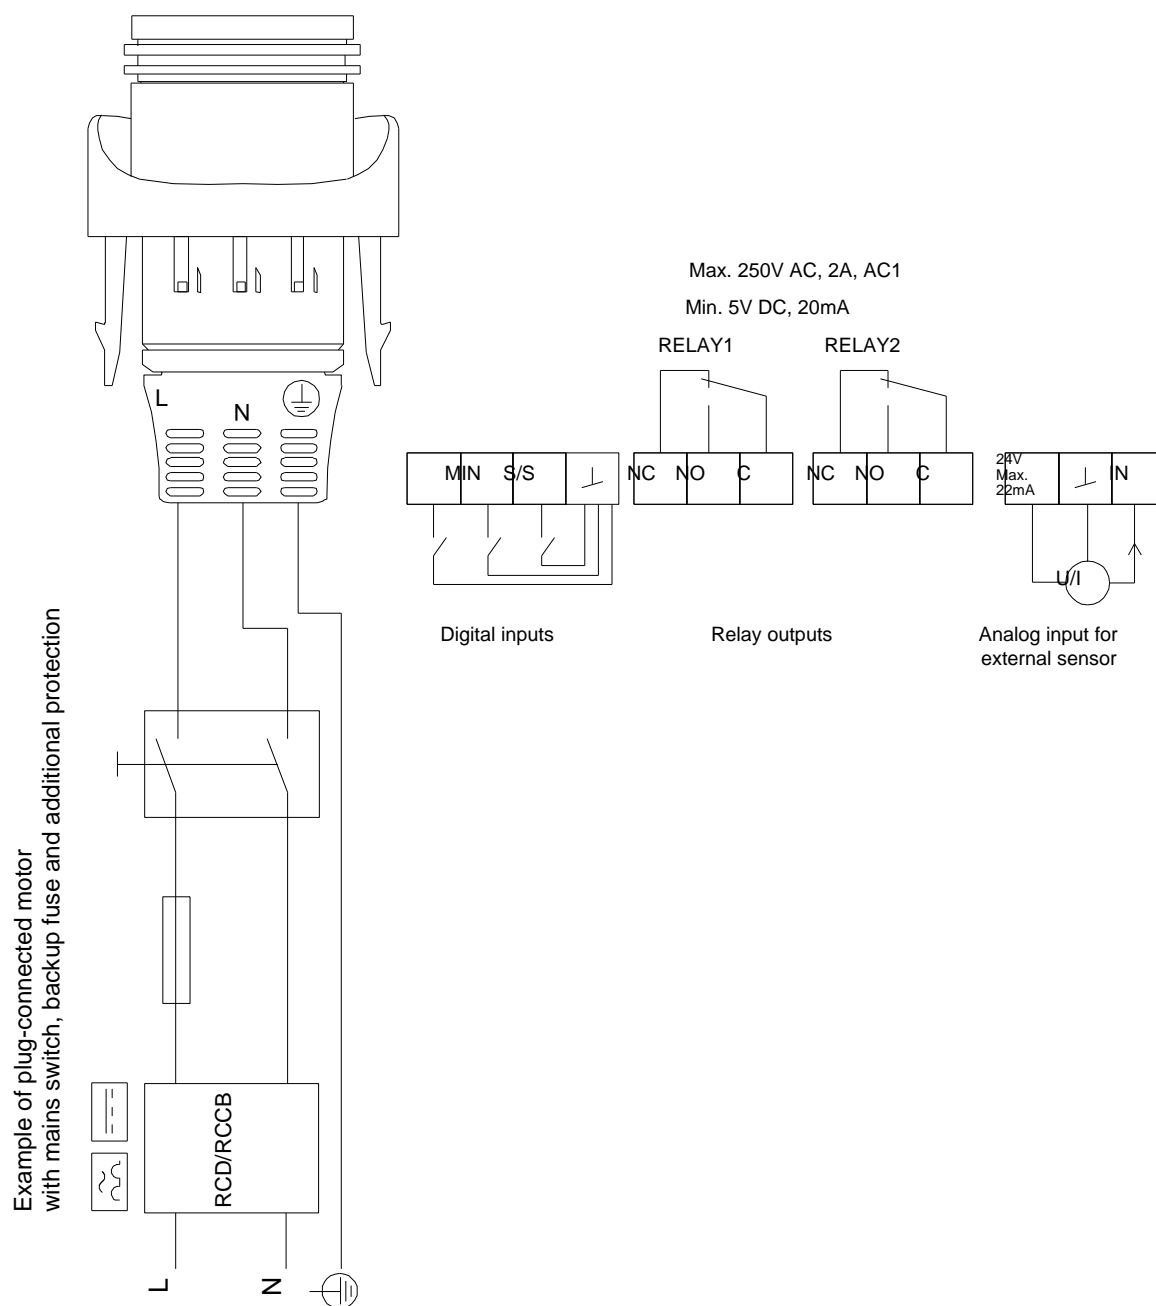 Max. 250V AC, 2A, AC1
Min. 5V DC, 20mA
RELAY1
RELAY2
L
N
MIN
S/S
NC
NO
C
NC
NO
C
24V
Max.
22mA
IN
U/I
Digital inputs
Relay outputs
Analog input for
external sensor
Example of plug-connected motor
with mains switch, backup fuse and additional protection
RCD/RCCB
L
N